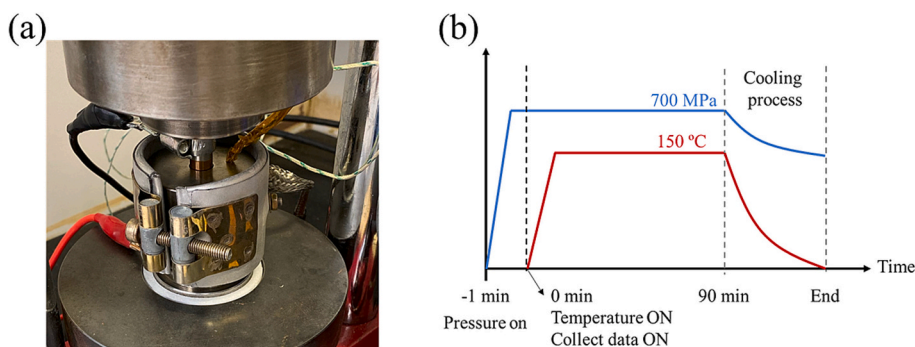 (a)
(b)
Cooling
process
700 MPa
150 ºC
Time
-1 min
0 min
90 min
End
Pressure on
Temperature ON
Collect data ON